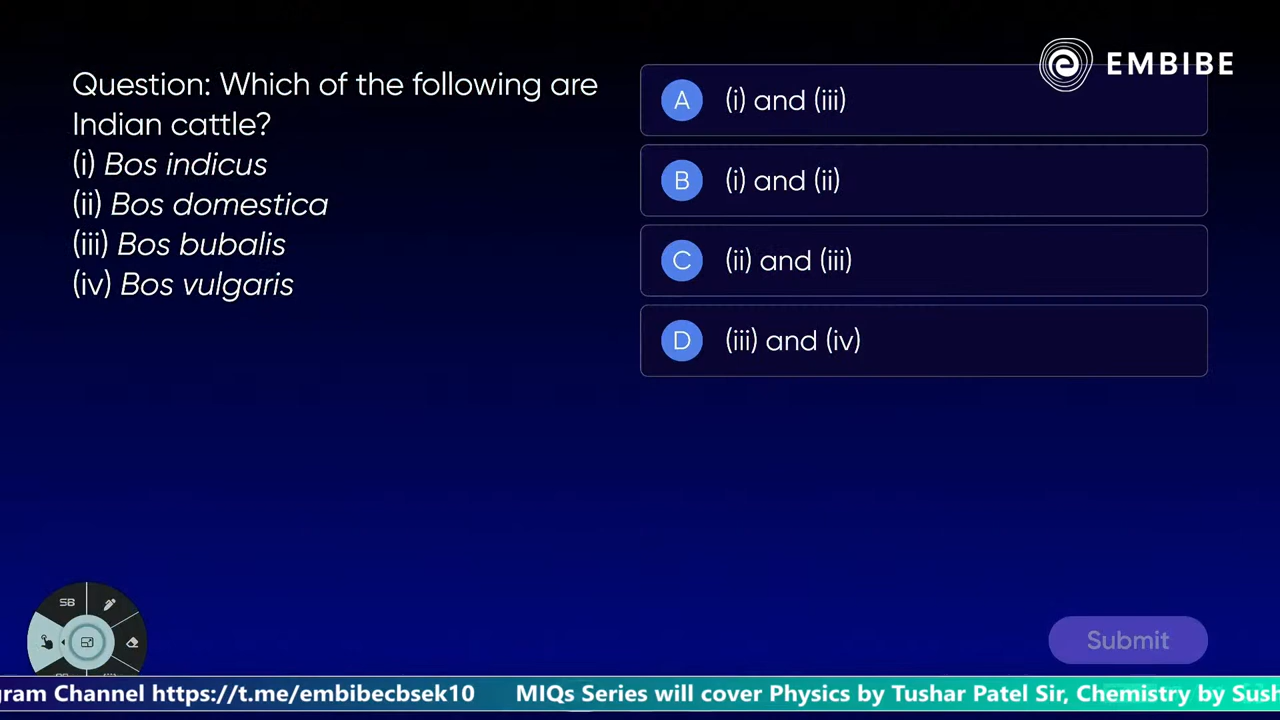 EMBIBE
Question: Which of the following are
Indian cattle?
(i) Bos indicus
(ii) Bos domestica
(iii) Bos bubalis
(iv) Bos vulgaris
A (i) and (iii)
B (i) and (ii)
C (ii) and (iii)
D (iii) and (iv)
SB
Submit
gram Channel https://t.me/embibecbsek10 MIQs Series will cover Physics by Tushar Patel Sir, Chemistry by Sush